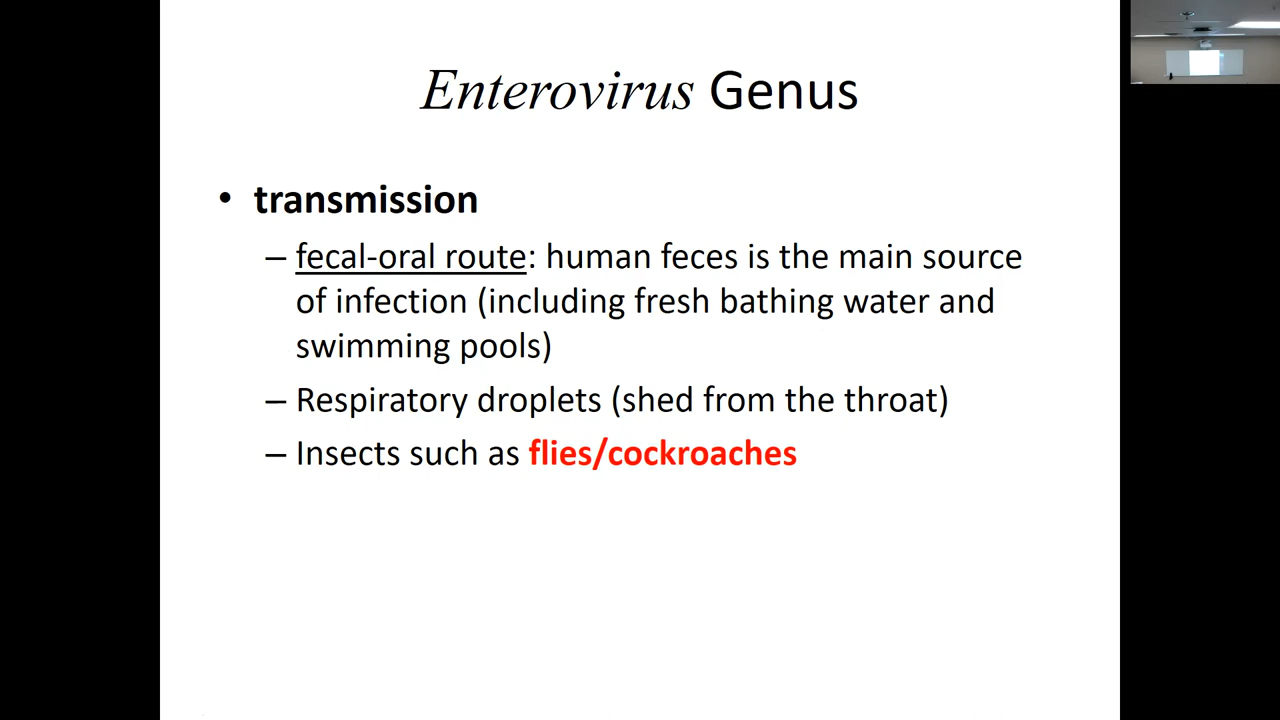 Enterovirus Genus
• transmission
– fecal-oral route: human feces is the main source
of infection (including fresh bathing water and
swimming pools)
– Respiratory droplets (shed from the throat)
– Insects such as flies/cockroaches